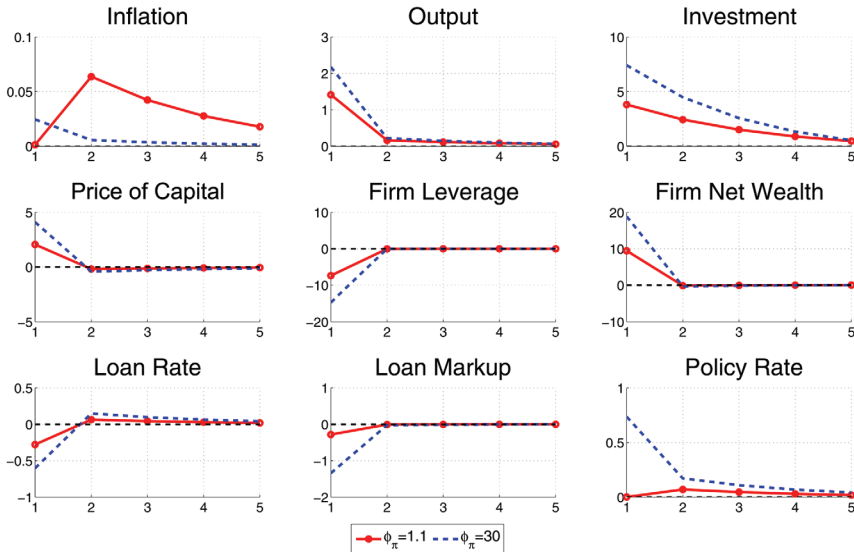 Inflation Output Investment
0.1 3 10
2
0.05 5
1
0 0 0
1 2 3 4 5 1 2 3 4 5 1 2 3 4 5
Price of Capital Firm Leverage Firm Net Wealth
5 10 20
0 10
0 −10 0
−5 −20 −10
1 2 3 4 5 1 2 3 4 5 1 2 3 4 5
Loan Rate Loan Markup Policy Rate
0.5 1 1
0 0
0.5
−0.5 −1
−1 −2 0
1 2 3 4 5 1 2 3 4 5 1 2 3 4 5
ϕπ=1.1 ϕπ=30